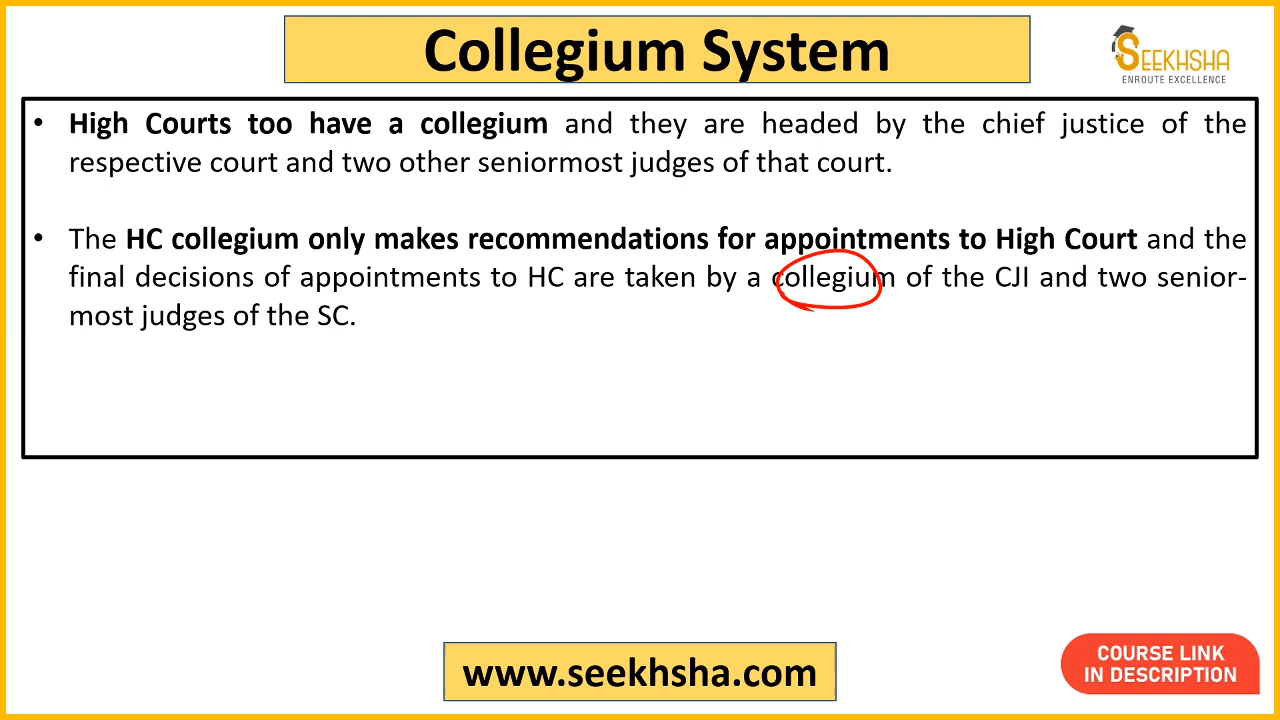 Collegium System
SEEKHSHA
ENROUTE EXCELLENCE
• High Courts too have a collegium and they are headed by the chief justice of the
respective court and two other seniormost judges of that court.
• The HC collegium only makes recommendations for appointments to High Court and the
final decisions of appointments to HC are taken by a collegium of the CJI and two senior-
most judges of the SC.
www.seekhsha.com
COURSE LINK
IN DESCRIPTION